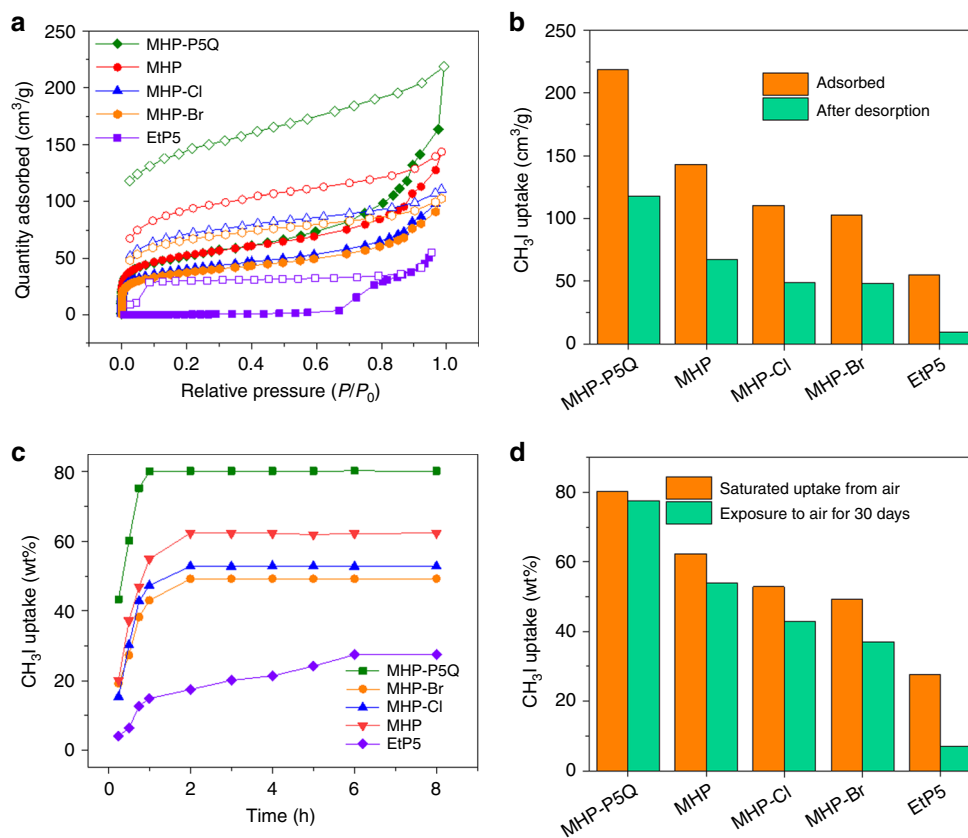 a
250
200
150
100
50
0
Quantity adsorbed (cm³/g)
MHP-P5Q
MHP
MHP-Cl
MHP-Br
EtP5
0.0 0.2 0.4 0.6 0.8 1.0
Relative pressure (P/P₀)
b
250
200
150
100
50
0
CH₃I uptake (cm³/g)
Adsorbed
After desorption
MHP-P5Q MHP MHP-Cl MHP-Br EtP5
c
80
60
40
20
0
CH₃I uptake (wt%)
MHP-P5Q
MHP-Br
MHP-Cl
MHP
EtP5
0 1 2 3 4 5 6 7 8
Time (h)
d
80
60
40
20
0
CH₃I uptake (wt%)
Saturated uptake from air
Exposure to air for 30 days
MHP-P5Q MHP MHP-Cl MHP-Br EtP5